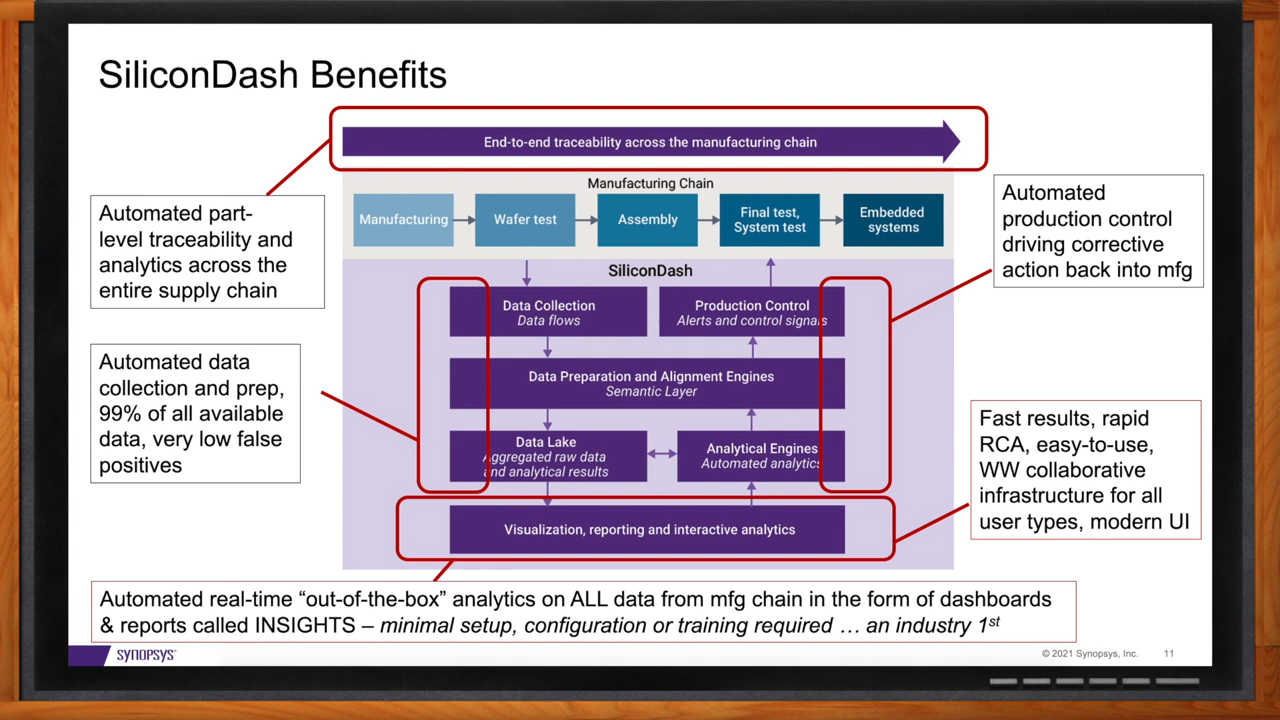 SiliconDash Benefits
End-to-end traceability across the manufacturing chain
Manufacturing Chain
Manufacturing
Wafer test
Assembly
Final test,
System test
Embedded
systems
Automated part-
level traceability and
analytics across the
entire supply chain
Automated
production control
driving corrective
action back into mfg
SiliconDash
Data Collection
Data flows
Production Control
Alerts and control signals
Data Preparation and Alignment Engines
Semantic Layer
Data Lake
Aggregated raw data
and analytical results
Analytical Engines
Automated analytics
Visualization, reporting and interactive analytics
Automated data
collection and prep,
99% of all available
data, very low false
positives
Fast results, rapid
RCA, easy-to-use,
WW collaborative
infrastructure for all
user types, modern UI
Automated real-time “out-of-the-box” analytics on ALL data from mfg chain in the form of dashboards
& reports called INSIGHTS – minimal setup, configuration or training required … an industry 1st
SYNOPSYS®
© 2021 Synopsys, Inc.
11